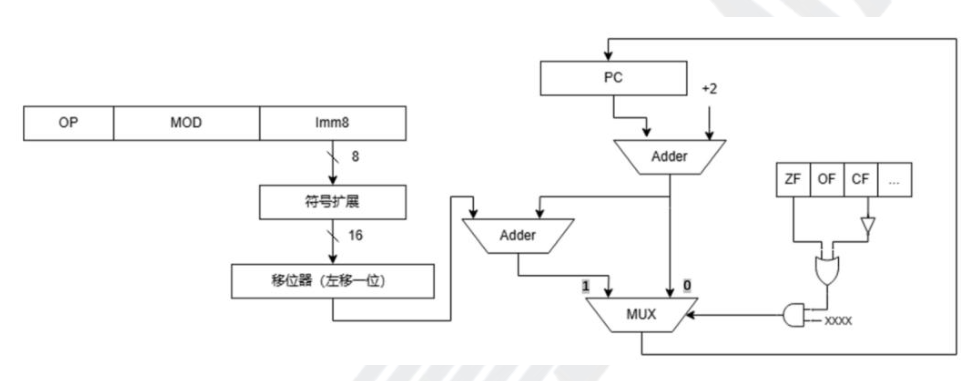 PC
+2
OP MOD Imm8
8
Adder
ZF OF CF ...
符号扩展
16
Adder
移位器（左移一位）
1 0
MUX
XXXX